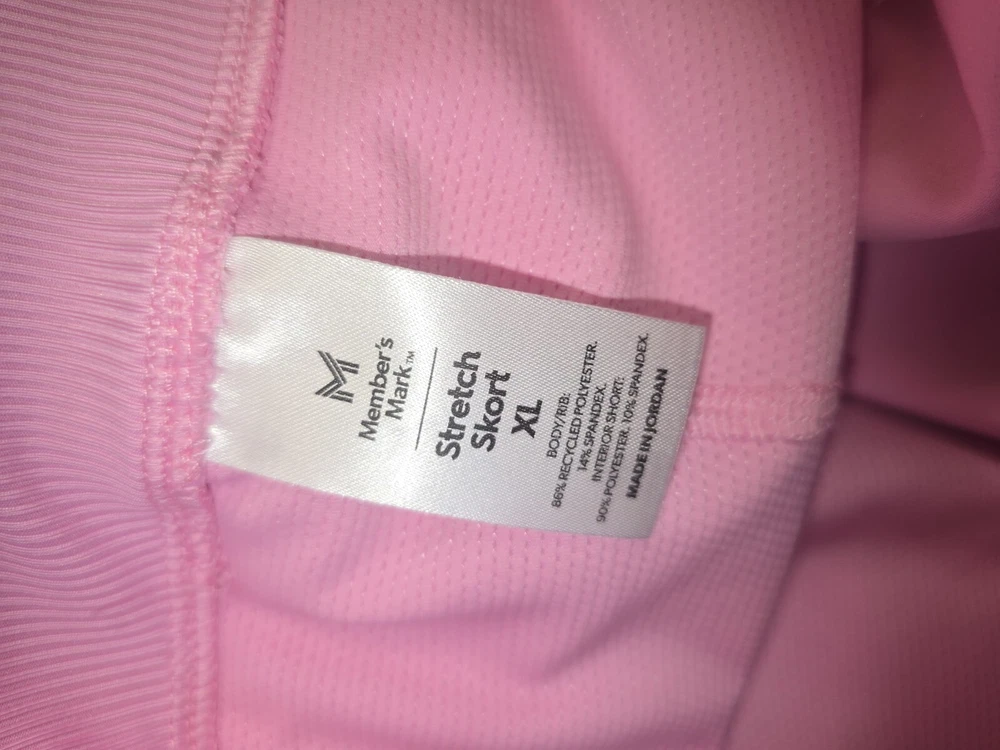 M
Member's
Mark™
Stretch
Skort
XL
BODY/RIB:
86% RECYCLED POLYESTER.
14% SPANDEX.
INTERIOR SHORT:
90% POLYESTER. 10% SPANDEX.
MADE IN JORDAN